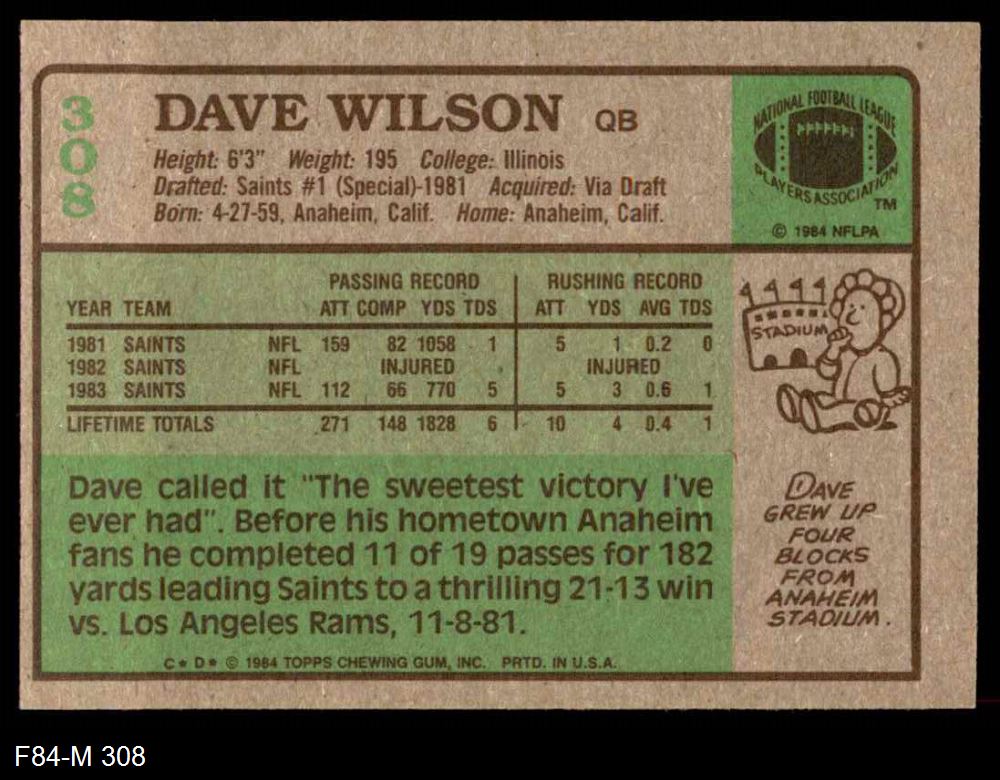 308
DAVE WILSON QB
Height: 6'3" Weight: 195 College: Illinois
Drafted: Saints #1 (Special)-1981 Acquired: Via Draft
Born: 4-27-59, Anaheim, Calif. Home: Anaheim, Calif.
NATIONAL FOOTBALL LEAGUE
PLAYERS ASSOCIATION
TM
© 1984 NFLPA
PASSING RECORD RUSHING RECORD
YEAR TEAM ATT COMP YDS TDS ATT YDS AVG TDS
1981 SAINTS NFL 159 82 1058 1 5 1 0.2 0
1982 SAINTS NFL INJURED INJURED
1983 SAINTS NFL 112 66 770 5 5 3 0.6 1
LIFETIME TOTALS 271 148 1828 6 10 4 0.4 1
STADIUM
Dave called it "The sweetest victory I've
ever had". Before his hometown Anaheim
fans he completed 11 of 19 passes for 182
yards leading Saints to a thrilling 21-13 win
vs. Los Angeles Rams, 11-8-81.
DAVE
GREW UP
FOUR
BLOCKS
FROM
ANAHEIM
STADIUM.
C* D* © 1984 TOPPS CHEWING GUM, INC. PRTD. IN U.S.A.
F84-M 308